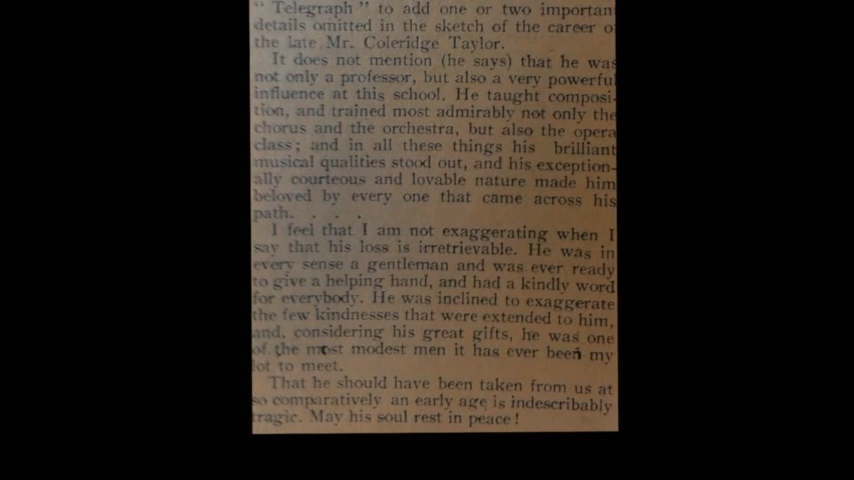 " Telegraph " to add one or two important
details omitted in the sketch of the career o
the late Mr. Coleridge Taylor.
It does not mention (he says) that he was
not only a professor, but also a very powerful
influence at this school. He taught composi-
tion, and trained most admirably not only the
chorus and the orchestra, but also the opera
class; and in all these things his brilliant
musical qualities stood out, and his exception-
ally courteous and lovable nature made him
beloved by every one that came across his
path. . . .
I feel that I am not exaggerating when I
say that his loss is irretrievable. He was in
every sense a gentleman and was ever ready
to give a helping hand, and had a kindly word
for everybody. He was inclined to exaggerate
the few kindnesses that were extended to him,
and, considering his great gifts, he was one
of the most modest men it has ever been my
lot to meet.
That he should have been taken from us at
so comparatively an early age is indescribably
tragic. May his soul rest in peace!